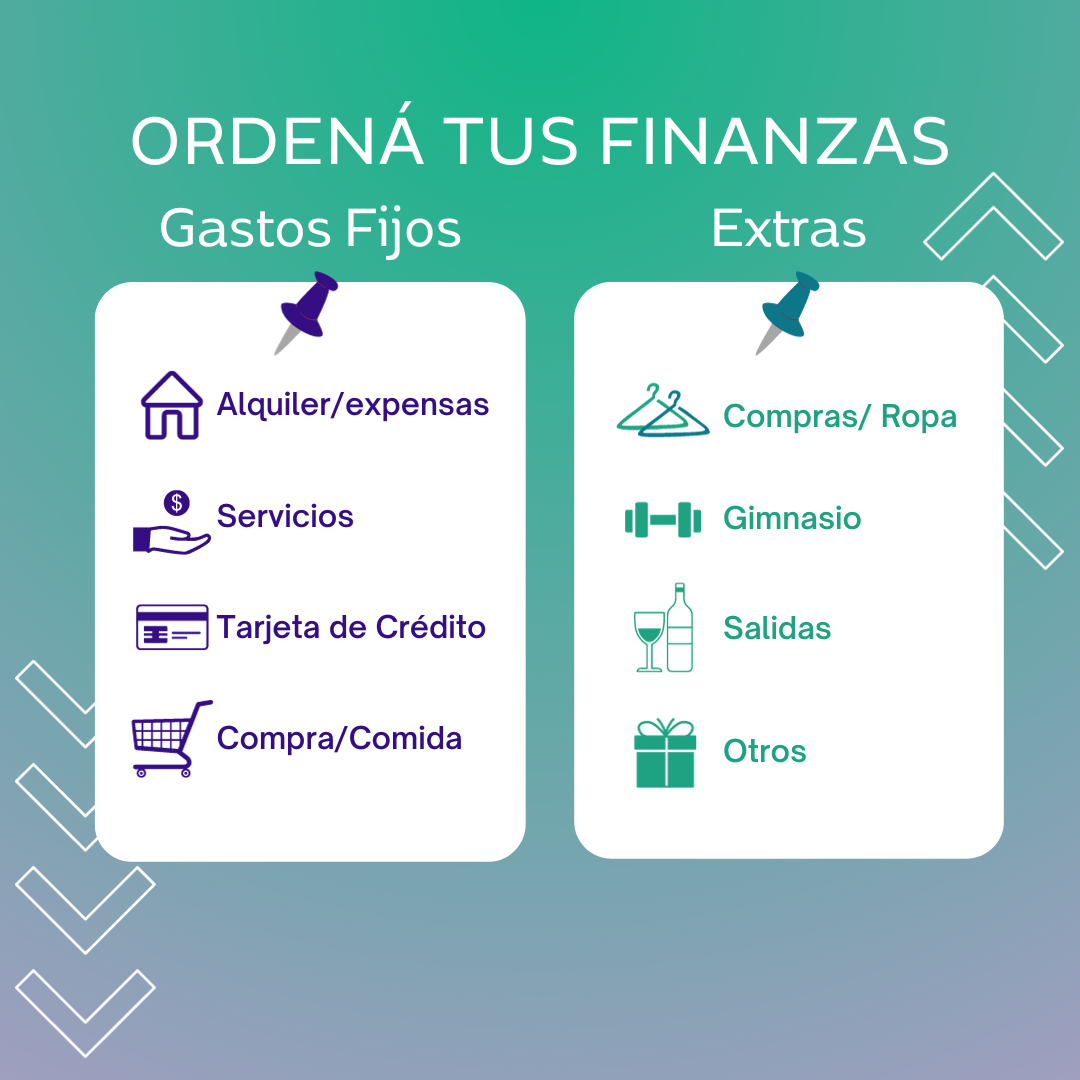 ORDENÁ TUS FINANZAS
Gastos Fijos
Alquiler/expensas
$
Servicios
Tarjeta de Crédito
Compra/Comida
Extras
Compras/ Ropa
Gimnasio
Salidas
Otros